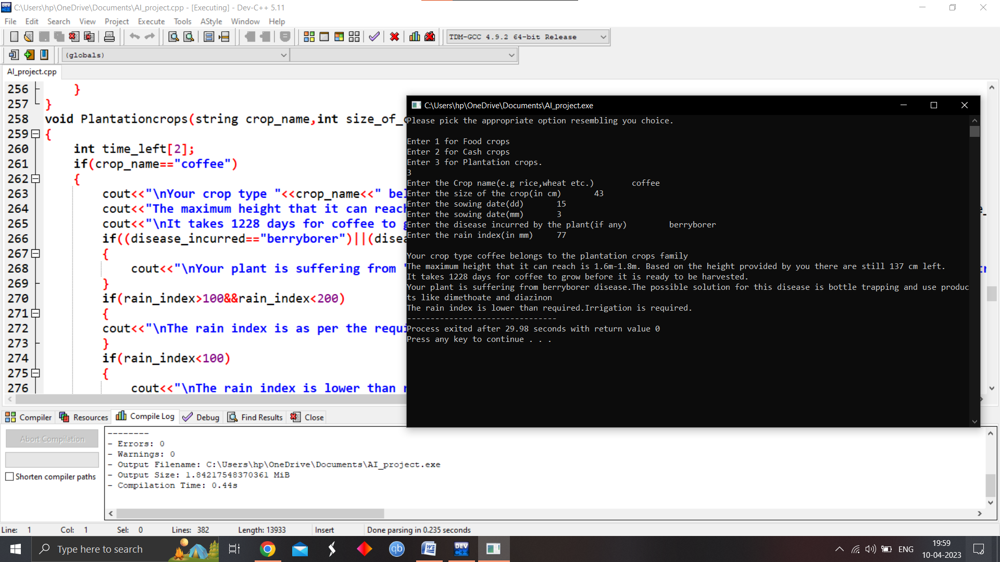 C:\Users\hp\OneDrive\Documents\AI_project.cpp - [Executing] - Dev-C++ 5.11
File Edit Search View Project Execute Tools AStyle Window Help
TDM-GCC 4.9.2 64-bit Release
(globals)
AI_project.cpp
256 }
257 }
258 void Plantationcrops(string crop_name,int size_of_
259 {
260 int time_left[2];
261 if(crop_name=="coffee")
262 {
263 cout<<"\nYour crop type "<<crop_name<<" bel
264 cout<<"The maximum height that it can reach
265 cout<<"\nIt takes 1228 days for coffee to g
266 if((disease_incurred=="berryborer")||(disea
267 {
268 cout<<"\nYour plant is suffering from "
269 }
270 if(rain_index>100&&rain_index<200)
271 {
272 cout<<"\nThe rain index is as per the requi
273 }
274 if(rain_index<100)
275 {
276 cout<<"\nThe rain index is lower than r
C:\Users\hp\OneDrive\Documents\AI_project.exe
Please pick the appropriate option resembling you choice.
Enter 1 for Food crops
Enter 2 for Cash crops
Enter 3 for Plantation crops.
3
Enter the Crop name(e.g rice,wheat etc.) coffee
Enter the size of the crop(in cm) 43
Enter the sowing date(dd) 15
Enter the sowing date(mm) 3
Enter the disease incurred by the plant(if any) berryborer
Enter the rain index(in mm) 77
Your crop type coffee belongs to the plantation crops family
The maximum height that it can reach is 1.6m-1.8m. Based on the height provided by you there are still 137 cm left.
It takes 1228 days for coffee to grow before it is ready to be harvested.
Your plant is suffering from berryborer disease.The possible solution for this disease is bottle trapping and use produc
ts like dimethoate and diazinon
The rain index is lower than required.Irrigation is required.
--------------------------------
Process exited after 29.98 seconds with return value 0
Press any key to continue . . .
Compiler Resources Compile Log Debug Find Results Close
Abort Compilation
Shorten compiler paths
--------
- Errors: 0
- Warnings: 0
- Output Filename: C:\Users\hp\OneDrive\Documents\AI_project.exe
- Output Size: 1.84217548370361 MiB
- Compilation Time: 0.44s
Line: 1 Col: 1 Sel: 0 Lines: 382 Length: 13933 Insert Done parsing in 0.235 seconds
Type here to search
qb
W
DEV C++
ENG
19:59
10-04-2023